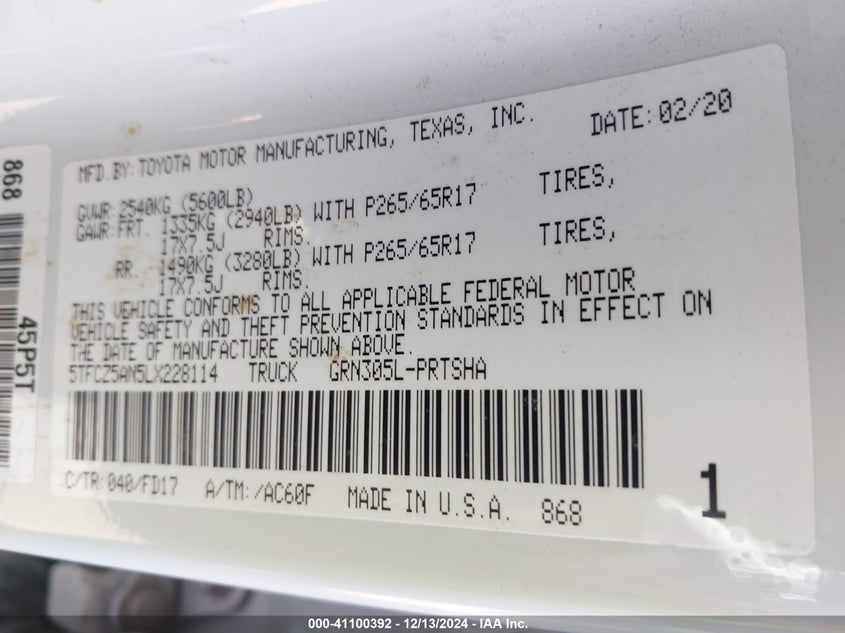 MFD.BY:TOYOTA MOTOR MANUFACTURING, TEXAS, INC. DATE:02/20
GVWR:2540KG (5600LB)
GAWR:FRT. 1335KG (2940LB) WITH P265/65R17 TIRES,
17X7.5J RIMS.
RR. 1490KG (3280LB) WITH P265/65R17 TIRES,
17X7.5J RIMS.
THIS VEHICLE CONFORMS TO ALL APPLICABLE FEDERAL MOTOR
VEHICLE SAFETY AND THEFT PREVENTION STANDARDS IN EFFECT ON
THE DATE OF MANUFACTURE SHOWN ABOVE.
5TFCZ5AN5LX228114 TRUCK GRN305L-PRTSHA
C/TR:040/FD17 A/TM:/AC60F MADE IN U.S.A. 868
1
868
45P5T
000-41100392 - 12/13/2024 - IAA Inc.